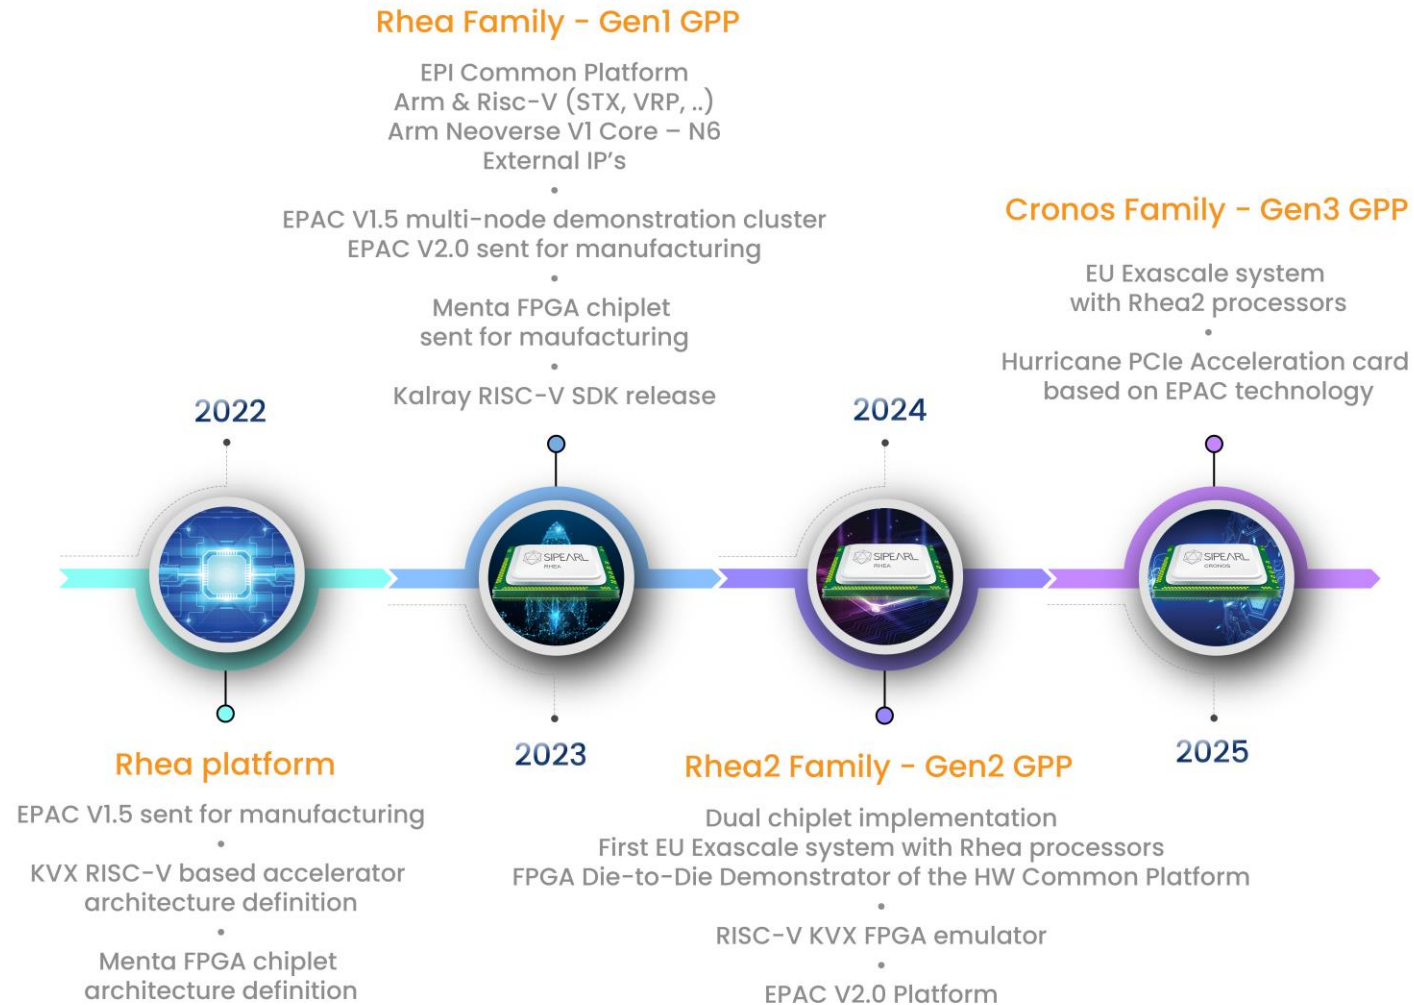 Rhea Family - Gen1 GPP
EPI Common Platform
Arm & Risc-V (STX, VRP, ..)
Arm Neoverse V1 Core – N6
External IP's
•
EPAC V1.5 multi-node demonstration cluster
EPAC V2.0 sent for manufacturing
•
Menta FPGA chiplet
sent for maufacturing
•
Kalray RISC-V SDK release
Cronos Family - Gen3 GPP
EU Exascale system
with Rhea2 processors
•
Hurricane PCIe Acceleration card
based on EPAC technology
2022
2024
SIPEARL
RHEA
SIPEARL
RHEA
SIPEARL
CRONOS
2023
2025
Rhea platform
EPAC V1.5 sent for manufacturing
•
KVX RISC-V based accelerator
architecture definition
•
Menta FPGA chiplet
architecture definition
Rhea2 Family - Gen2 GPP
Dual chiplet implementation
First EU Exascale system with Rhea processors
FPGA Die-to-Die Demonstrator of the HW Common Platform
•
RISC-V KVX FPGA emulator
•
EPAC V2.0 Platform